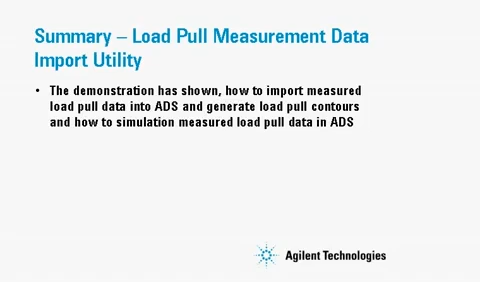 Summary – Load Pull Measurement Data
Import Utility
• The demonstration has shown, how to import measured
load pull data into ADS and generate load pull contours
and how to simulation measured load pull data in ADS
Agilent Technologies